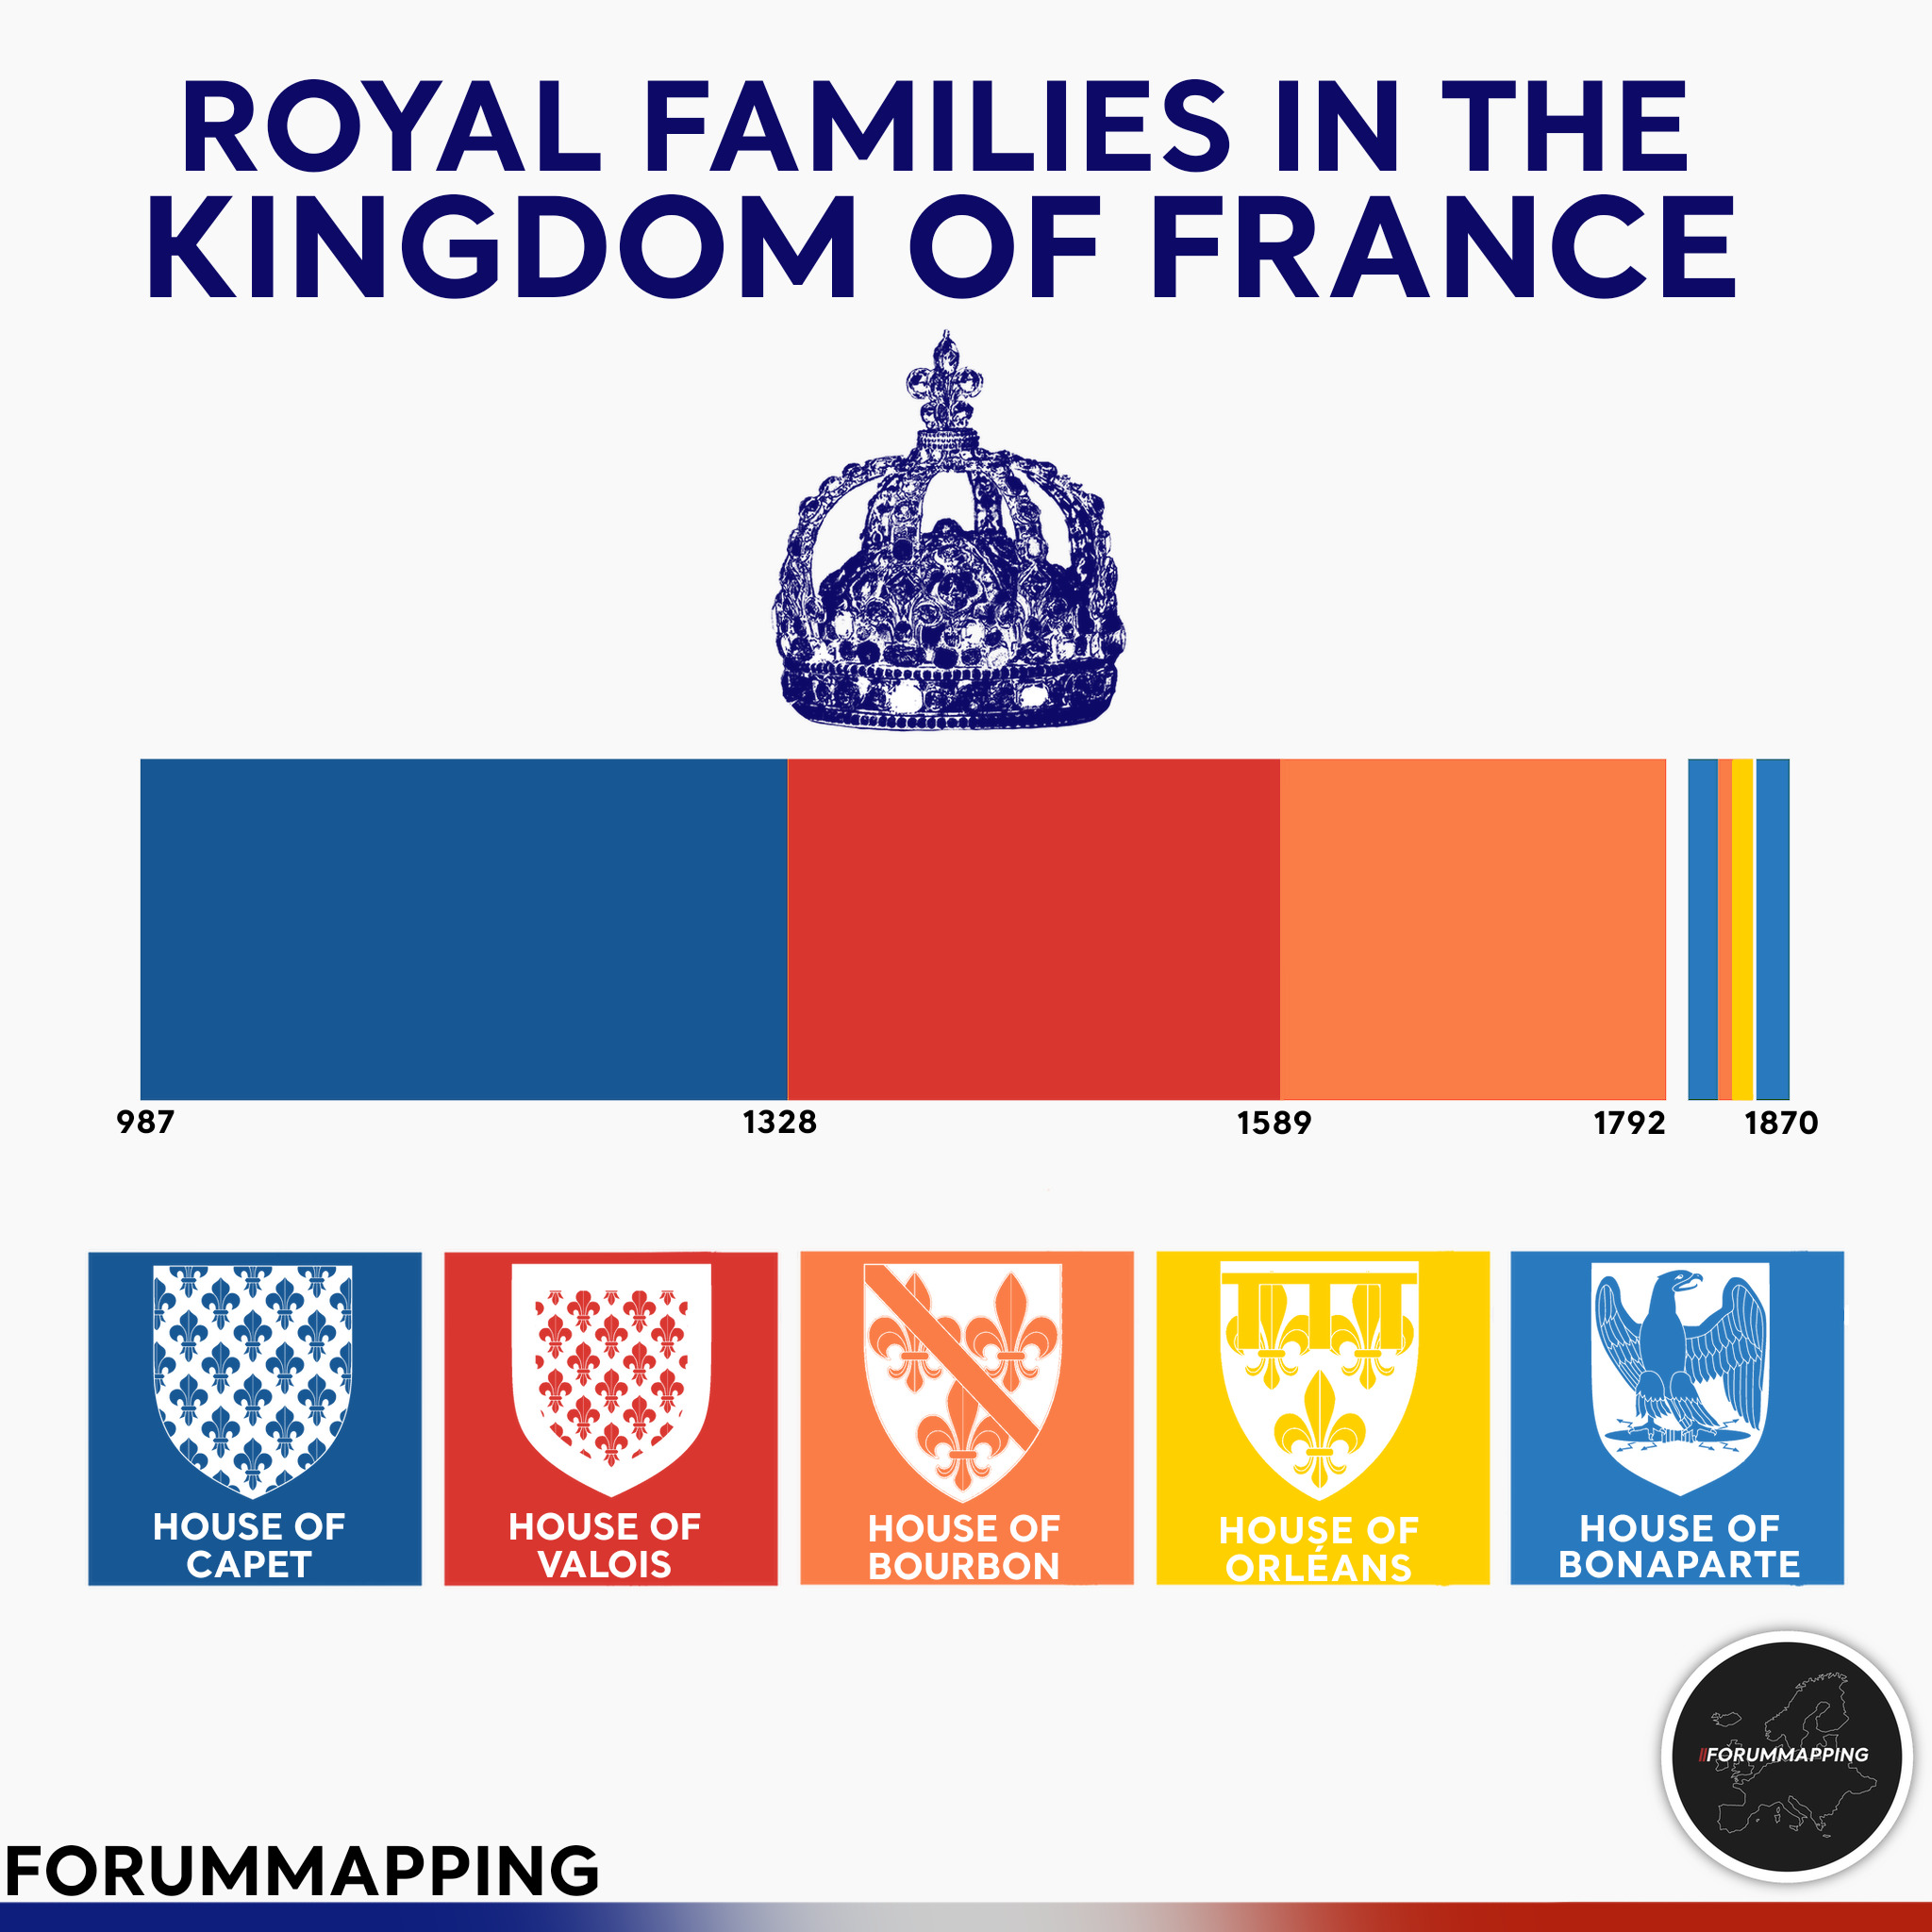 ROYAL FAMILIES IN THE
KINGDOM OF FRANCE
987
1328
1589
1792
1870
HOUSE OF
CAPET
HOUSE OF
VALOIS
HOUSE OF
BOURBON
HOUSE OF
ORLÉANS
HOUSE OF
BONAPARTE
//FORUMMAPPING
FORUMMAPPING